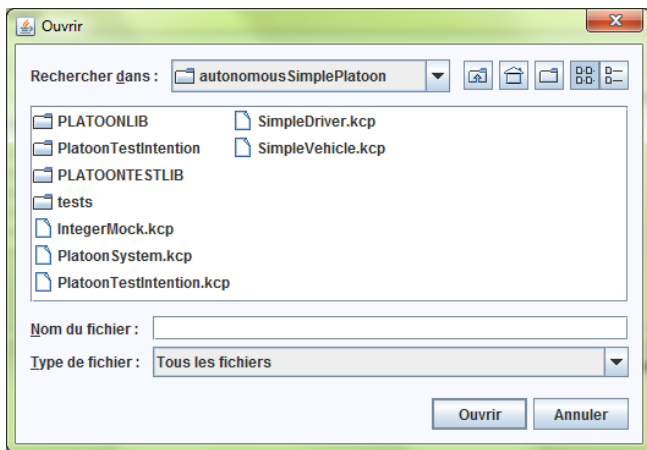 Ouvrir
Rechercher dans : autonomousSimplePlatoon
PLATOONLIB
PlatoonTestIntention
PLATOONTESTLIB
tests
IntegerMock.kcp
PlatoonSystem.kcp
PlatoonTestIntention.kcp
SimpleDriver.kcp
SimpleVehicle.kcp
Nom du fichier :
Type de fichier : Tous les fichiers
Ouvrir Annuler